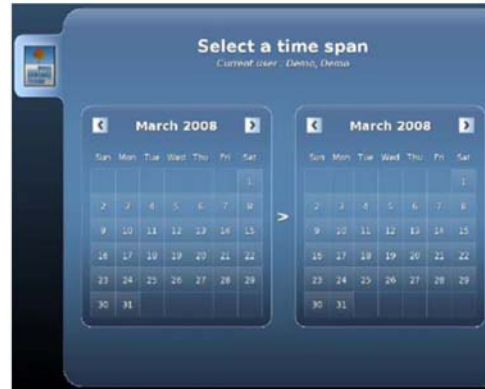 Select a time span
Current user : Demo, Demo
March 2008
Sun Mon Tue Wed Thu Fri Sat
1
2 3 4 5 6 7 8
9 10 11 12 13 14 15
16 17 18 19 20 21 22
23 24 25 26 27 28 29
30 31
>
March 2008
Sun Mon Tue Wed Thu Fri Sat
1
2 3 4 5 6 7 8
9 10 11 12 13 14 15
16 17 18 19 20 21 22
23 24 25 26 27 28 29
30 31